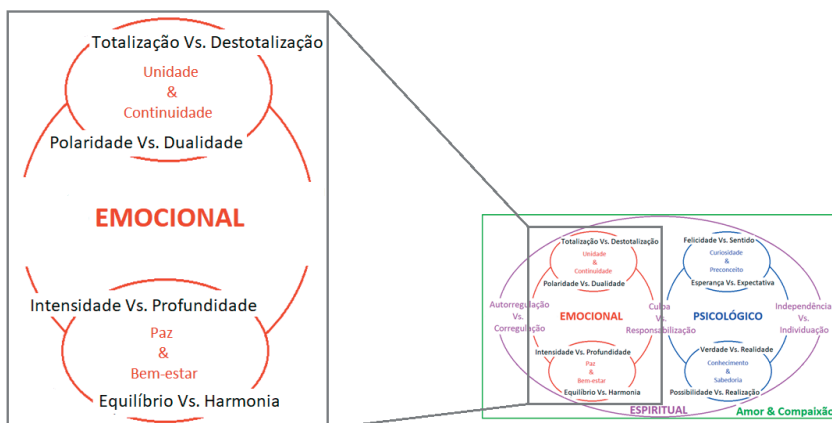 Totalização Vs. Destotalização
Unidade
&
Continuidade
Polaridade Vs. Dualidade
EMOCIONAL
Intensidade Vs. Profundidade
Paz
&
Bem-estar
Equilíbrio Vs. Harmonia
Totalização Vs. Destotalização
Unidade
&
Continuidade
Polaridade Vs. Dualidade
Autorregulação
Vs.
Corregulação
EMOCIONAL
Intensidade Vs. Profundidade
Paz
&
Bem-estar
Equilíbrio Vs. Harmonia
Culpa
Vs.
Responsabilização
Felicidade Vs. Sentido
Curiosidade
&
Preconceito
Esperança Vs. Expectativa
PSICOLÓGICO
Verdade Vs. Realidade
Conhecimento
&
Sabedoria
Possibilidade Vs. Realização
Independência
Vs.
Individuação
ESPIRITUAL
Amor & Compaixão